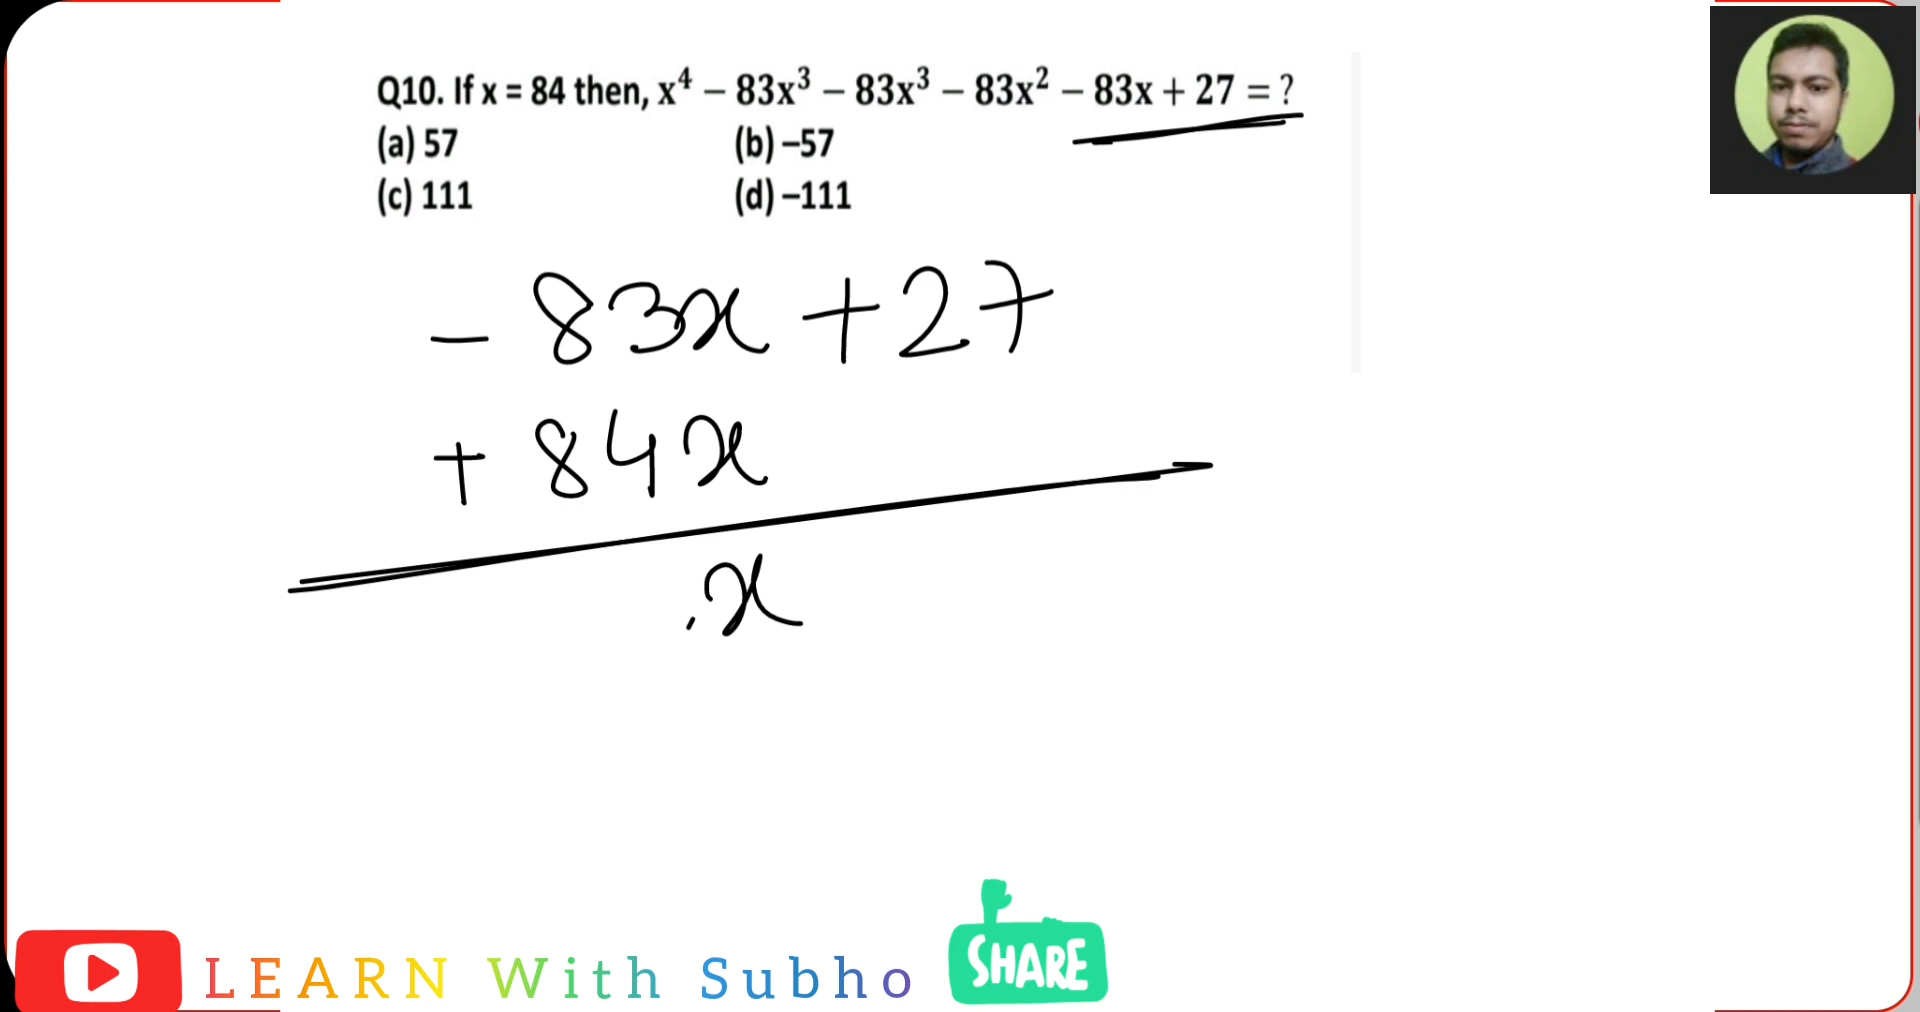 Q10. If x = 84 then, x⁴ − 83x³ − 83x³ − 83x² − 83x + 27 = ?
(a) 57 (b) –57
(c) 111 (d) –111
− 83x + 27
+ 84x
x
LEARN With Subho
SHARE